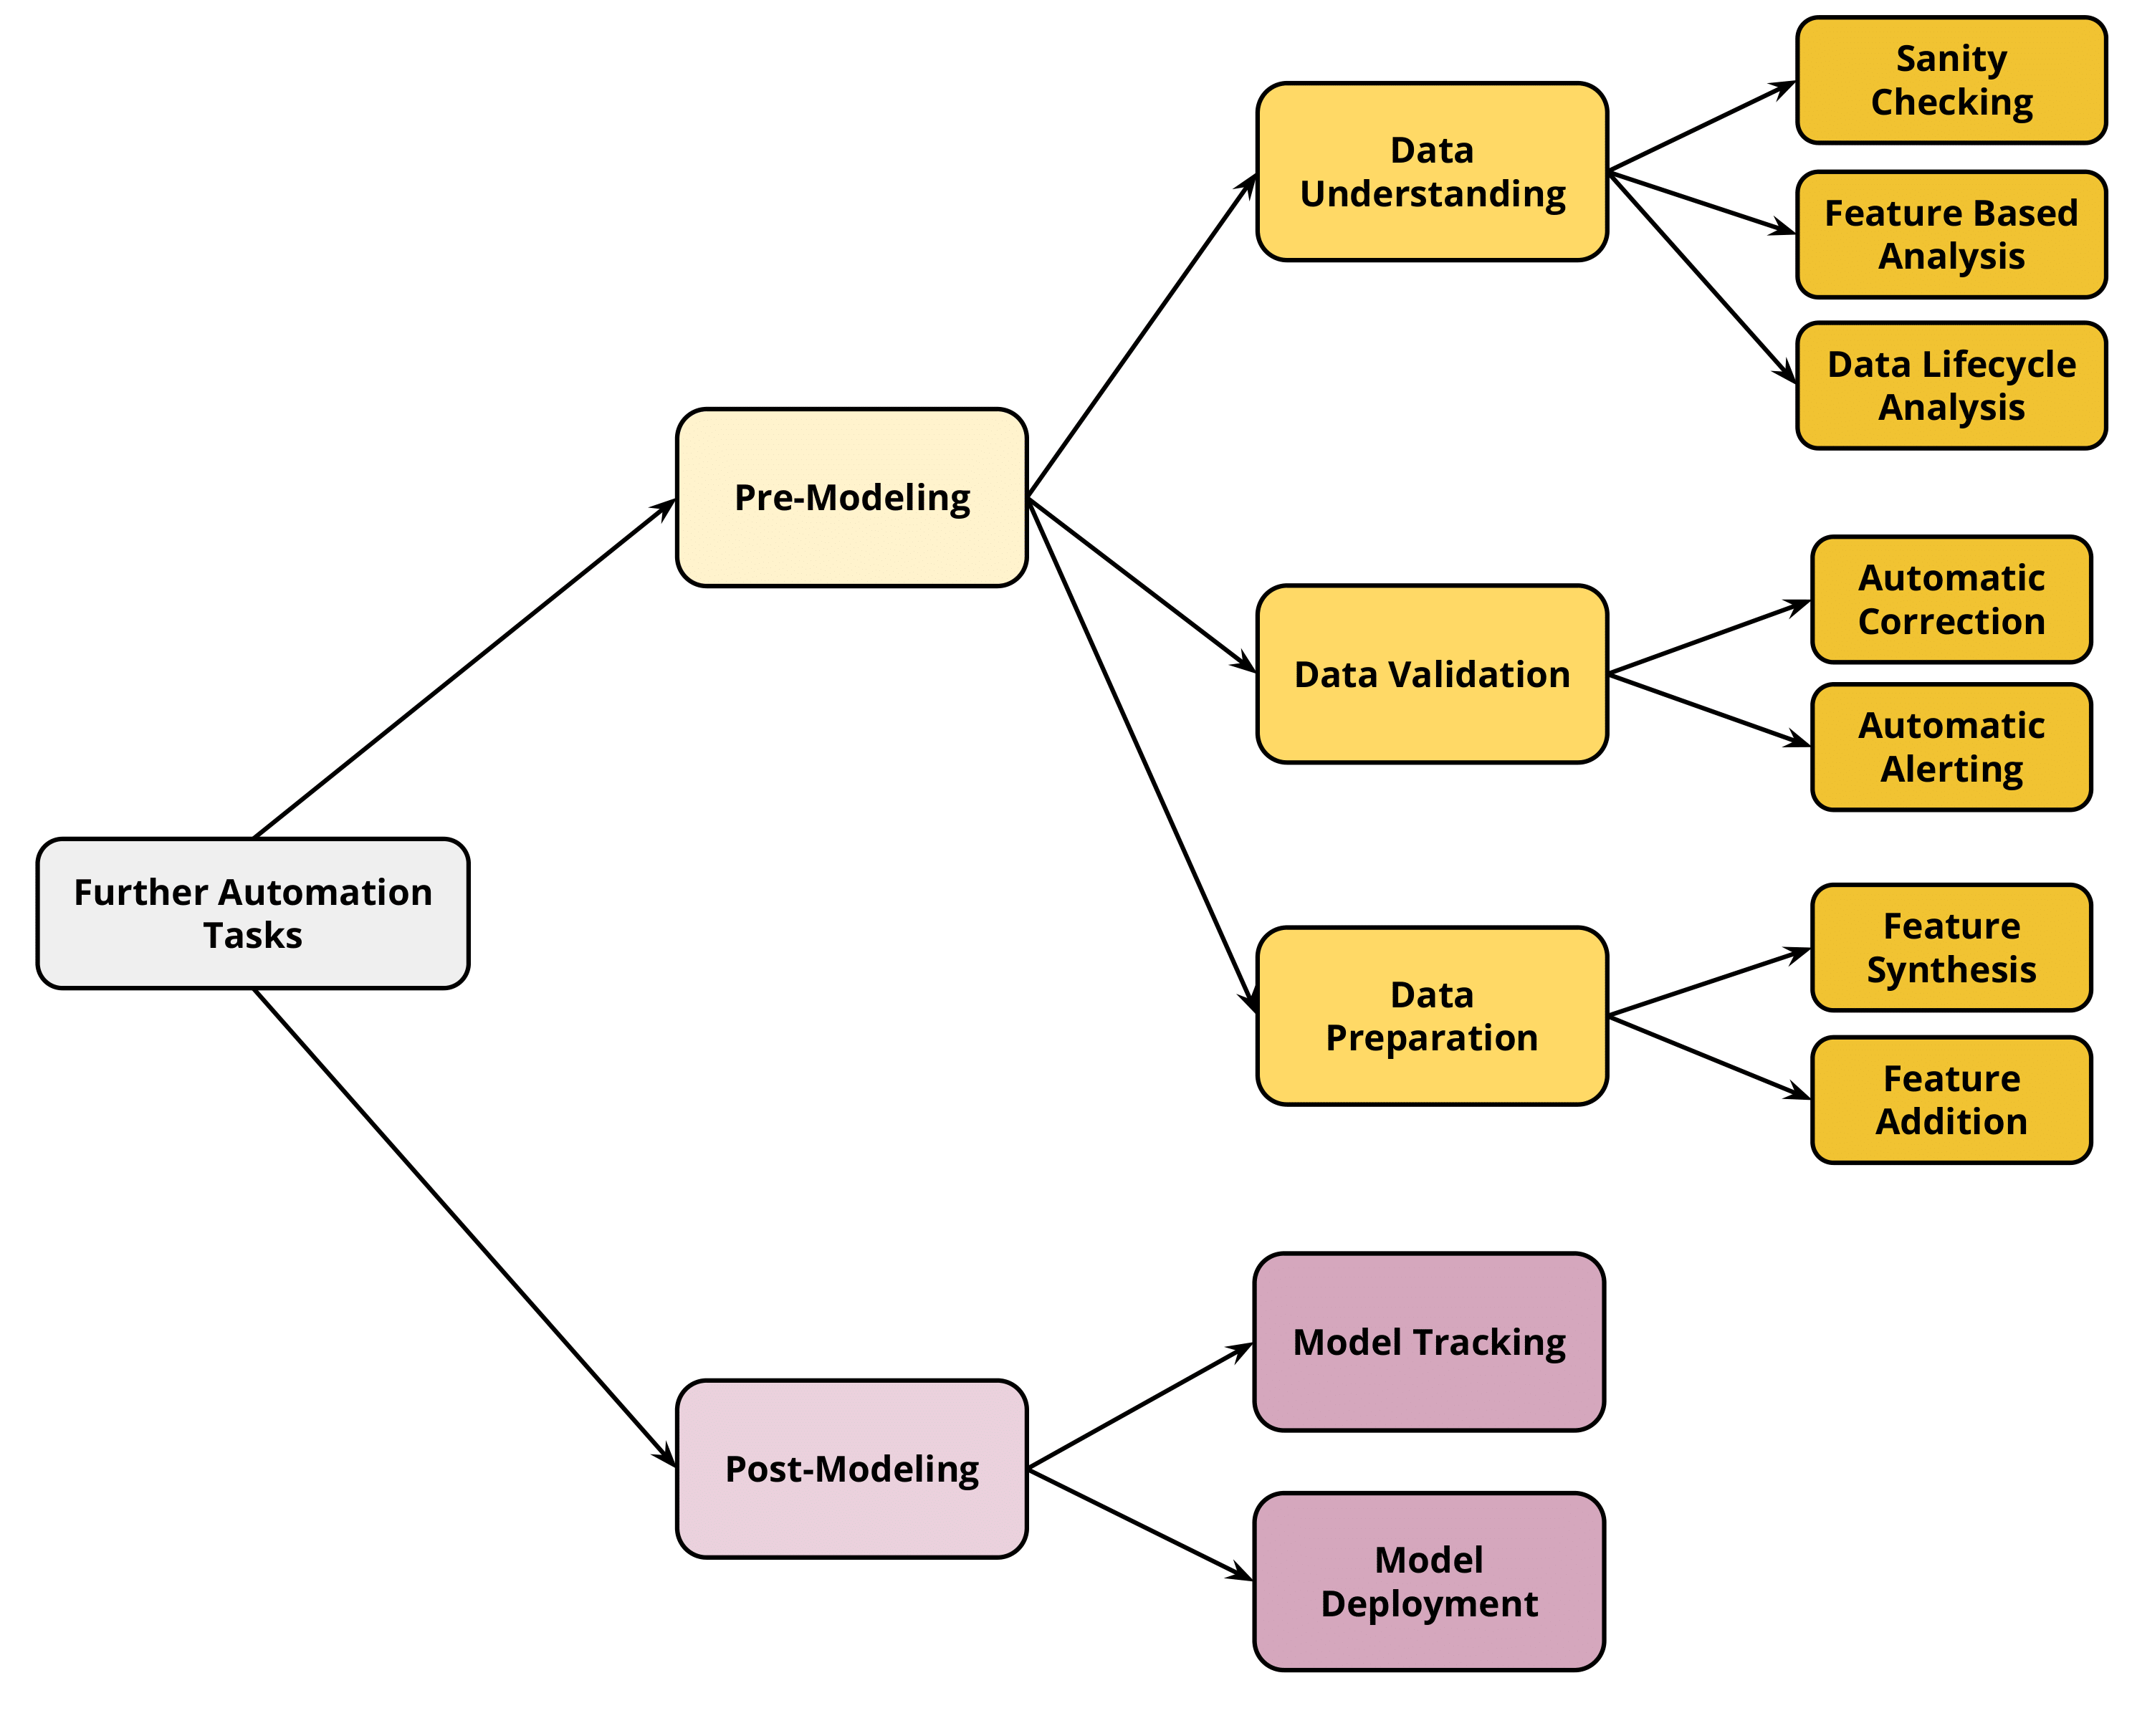 Sanity
Checking
Data
Understanding
Feature Based
Analysis
Data Lifecycle
Analysis
Pre-Modeling
Automatic
Correction
Data Validation
Automatic
Alerting
Further Automation
Tasks
Feature
Synthesis
Data
Preparation
Feature
Addition
Model Tracking
Post-Modeling
Model
Deployment